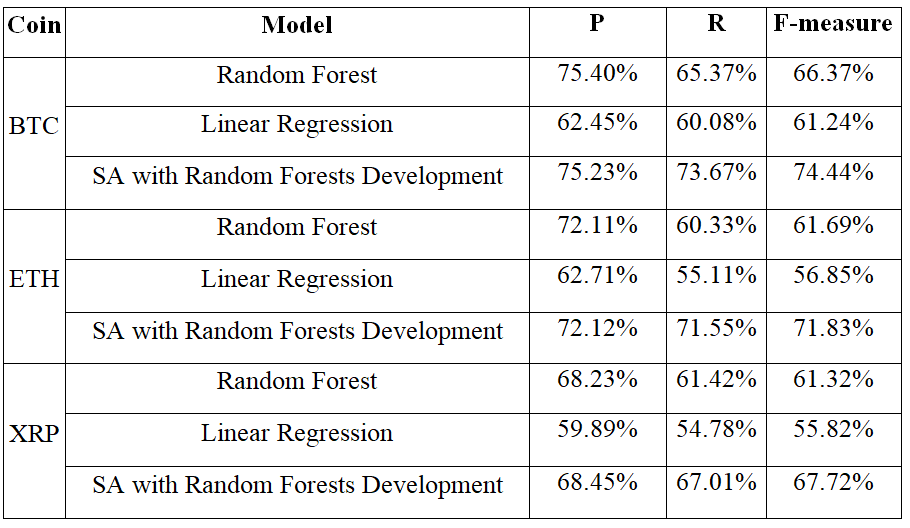 Coin Model P R F-measure
BTC
Random Forest 75.40% 65.37% 66.37%
Linear Regression 62.45% 60.08% 61.24%
SA with Random Forests Development 75.23% 73.67% 74.44%
ETH
Random Forest 72.11% 60.33% 61.69%
Linear Regression 62.71% 55.11% 56.85%
SA with Random Forests Development 72.12% 71.55% 71.83%
XRP
Random Forest 68.23% 61.42% 61.32%
Linear Regression 59.89% 54.78% 55.82%
SA with Random Forests Development 68.45% 67.01% 67.72%